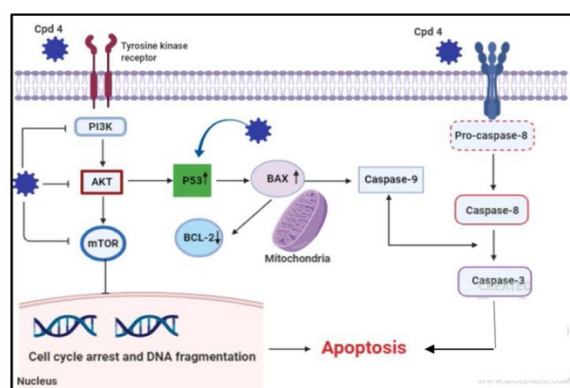 Cpd 4
Tyrosine kinase
receptor
Cpd 4
PI3K
Pro-caspase-8
AKT
P53
BAX
Caspase-9
Caspase-8
mTOR
BCL-2
Mitochondria
Caspase-3
CREATED
Cell cycle arrest and DNA fragmentation
Apoptosis
Nucleus